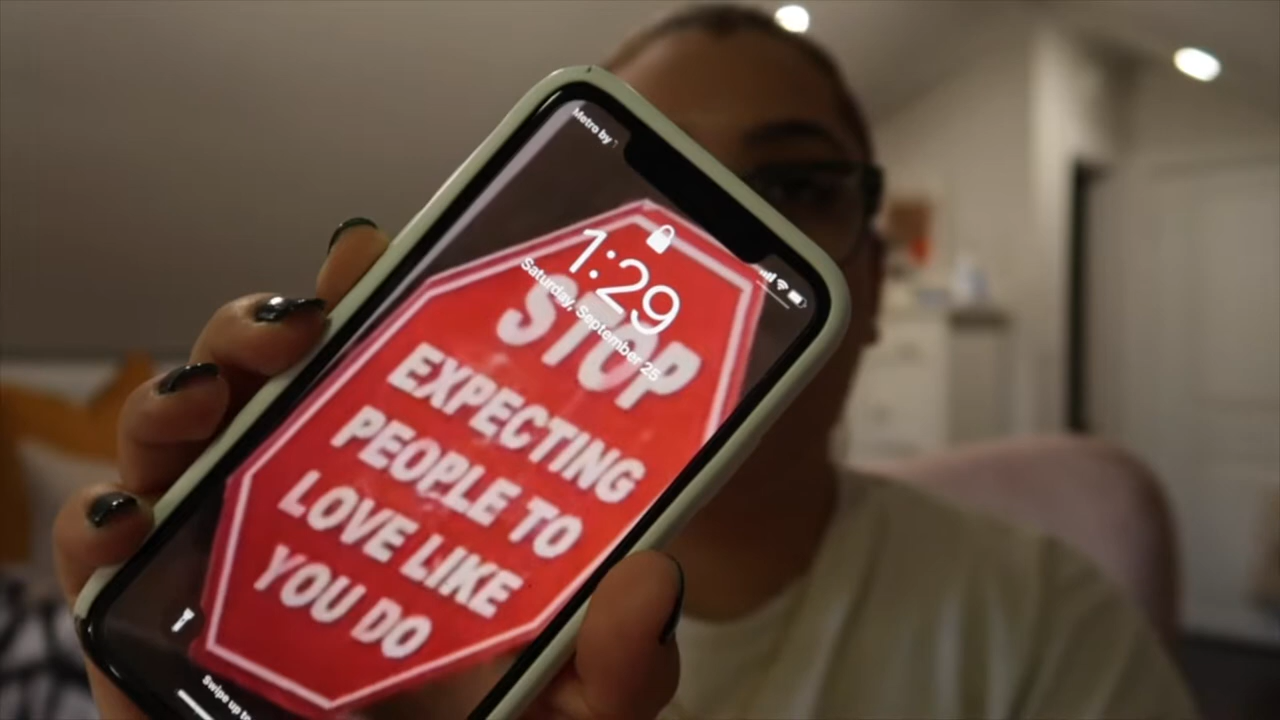 Metro by T
1:29
Saturday, September 25
STOP
EXPECTING
PEOPLE TO
LOVE LIKE
YOU DO
Swipe up to